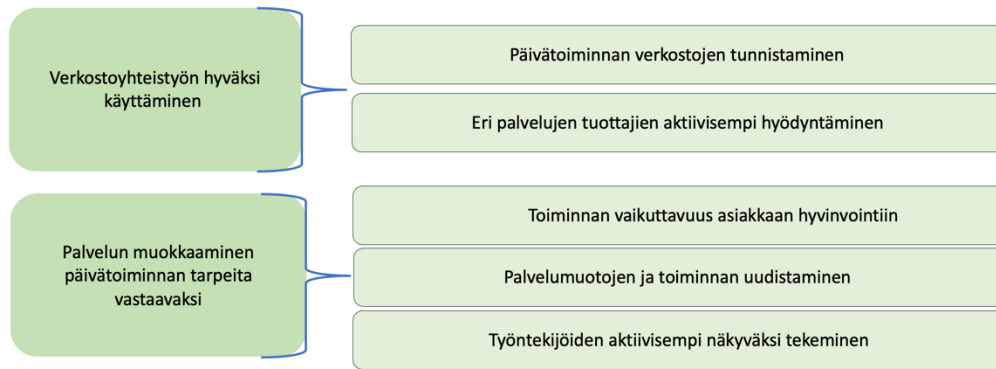 Verkostoyhteistyön hyväksi
käyttäminen
Päivätoiminnan verkostojen tunnistaminen
Eri palvelujen tuottajien aktiivisempi hyödyntäminen
Palvelun muokkaaminen
päivätoiminnan tarpeita
vastaavaksi
Toiminnan vaikuttavuus asiakkaan hyvinvointiin
Palvelumuotojen ja toiminnan uudistaminen
Työntekijöiden aktiivisempi näkyväksi tekeminen